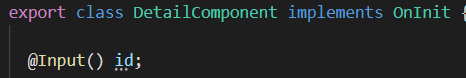 export class DetailComponent implements OnInit {
@Input() id;